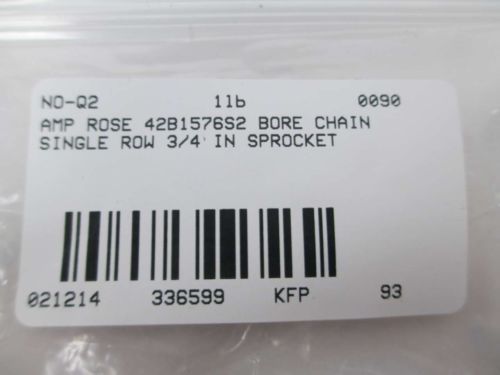 NO-Q2 1lb 0090
AMP ROSE 42B1576S2 BORE CHAIN
SINGLE ROW 3/4 IN SPROCKET
021214 336599 KFP 93